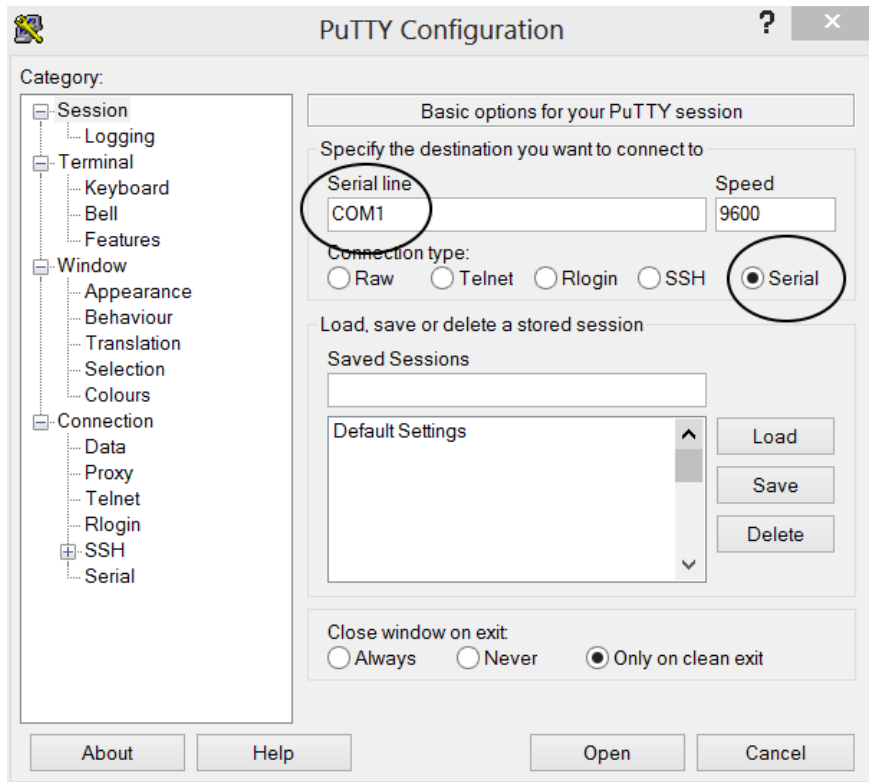 PuTTY Configuration ? ×
Category:
Session
Logging
Terminal
Keyboard
Bell
Features
Window
Appearance
Behaviour
Translation
Selection
Colours
Connection
Data
Proxy
Telnet
Rlogin
SSH
Serial
Basic options for your PuTTY session
Specify the destination you want to connect to
Serial line Speed
COM1 9600
Connection type:
Raw Telnet Rlogin SSH Serial
Load, save or delete a stored session
Saved Sessions
Default Settings
Load
Save
Delete
Close window on exit:
Always Never Only on clean exit
About Help Open Cancel